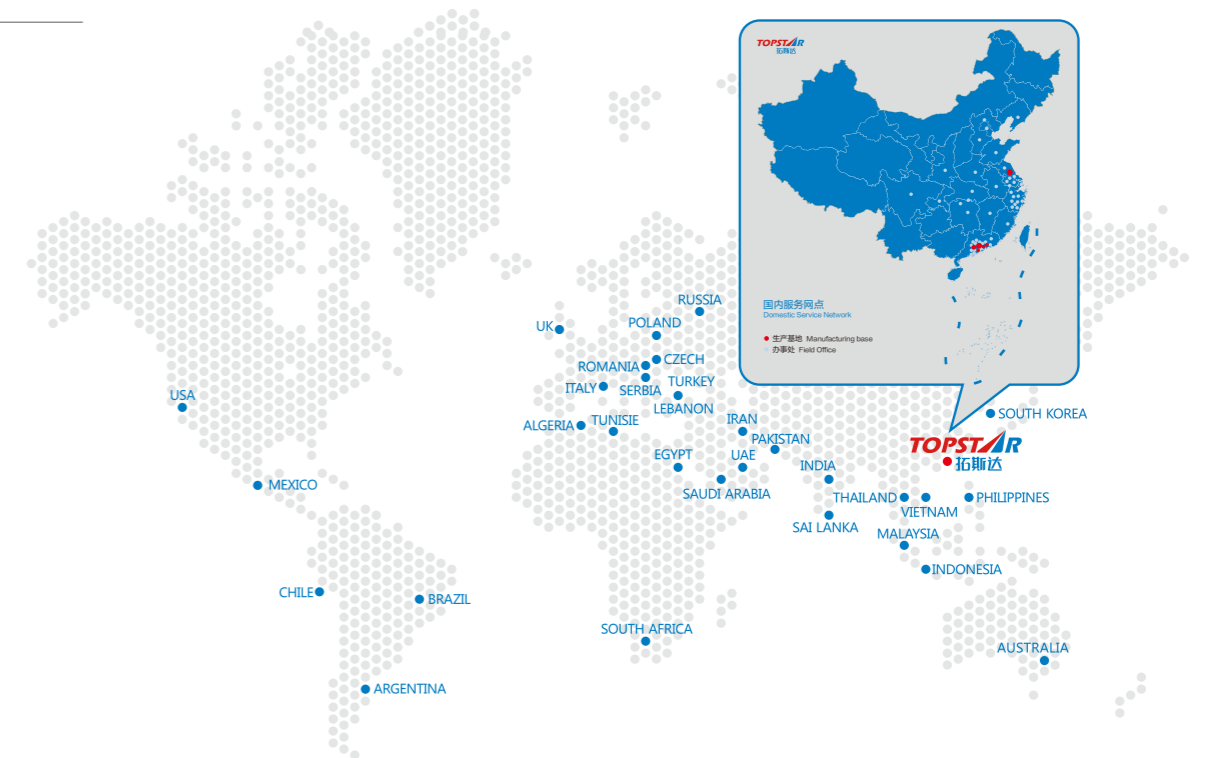 TOPSTAR
拓斯达
国内服务网点
Domestic Service Network
生产基地 Manufacturing base
办事处 Field Office
RUSSIA
UK
POLAND
CZECH
ROMANIA
ITALY
SERBIA
TURKEY
USA
LEBANON
SOUTH KOREA
ALGERIA
TUNISIE
IRAN
PAKISTAN
TOPSTAR
拓斯达
EGYPT
UAE
INDIA
MEXICO
SAUDI ARABIA
THAILAND
PHILIPPINES
VIETNAM
SAI LANKA
MALAYSIA
INDONESIA
CHILE
BRAZIL
SOUTH AFRICA
AUSTRALIA
ARGENTINA